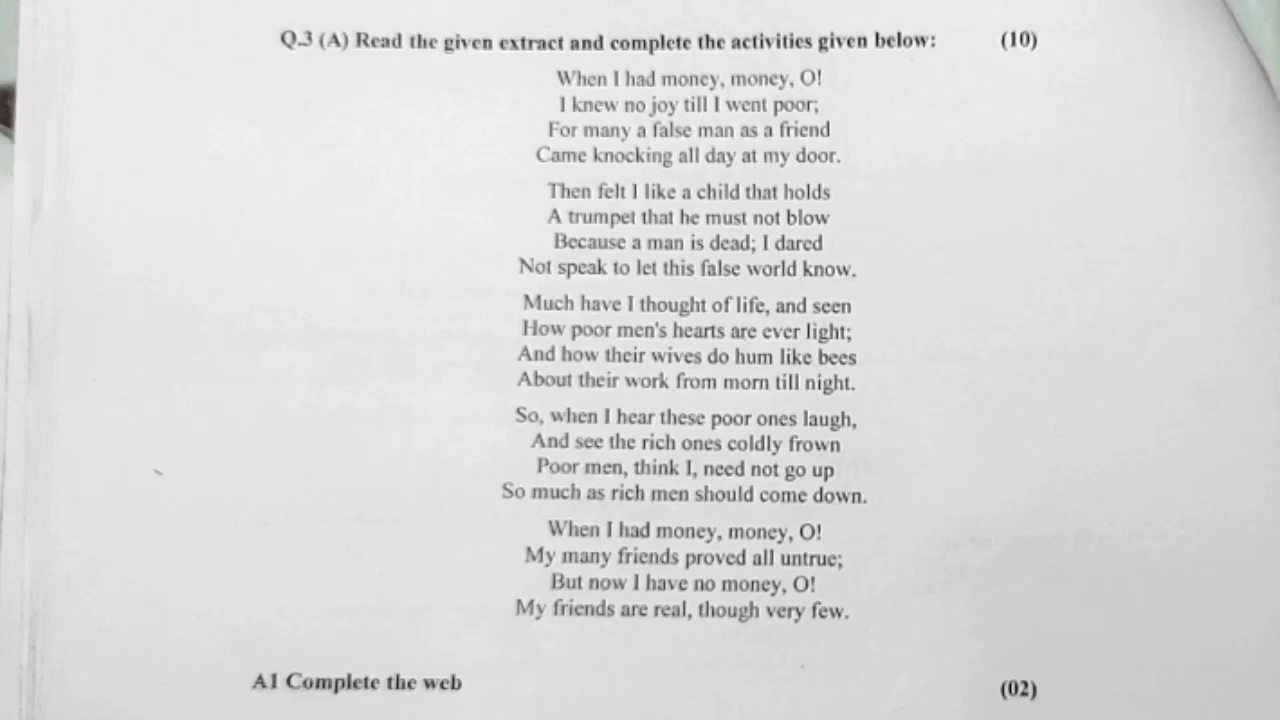 Q.3 (A) Read the given extract and complete the activities given below: (10)
When I had money, money, O!
I knew no joy till I went poor;
For many a false man as a friend
Came knocking all day at my door.
Then felt I like a child that holds
A trumpet that he must not blow
Because a man is dead; I dared
Not speak to let this false world know.
Much have I thought of life, and seen
How poor men's hearts are ever light;
And how their wives do hum like bees
About their work from morn till night.
So, when I hear these poor ones laugh,
And see the rich ones coldly frown
Poor men, think I, need not go up
So much as rich men should come down.
When I had money, money, O!
My many friends proved all untrue;
But now I have no money, O!
My friends are real, though very few.
A1 Complete the web (02)